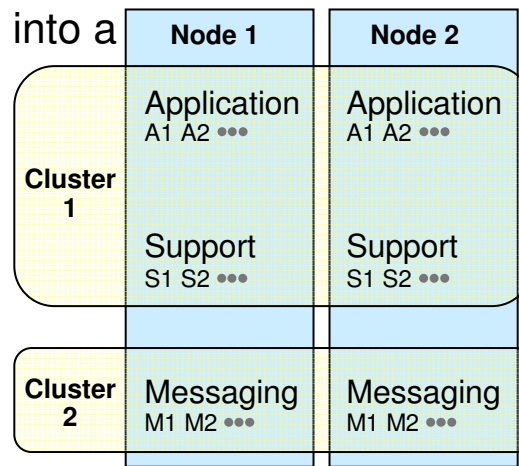 into a
Node 1 Node 2
Application Application
A1 A2 ••• A1 A2 •••
Cluster
1
Support Support
S1 S2 ••• S1 S2 •••
Cluster
2
Messaging Messaging
M1 M2 ••• M1 M2 •••